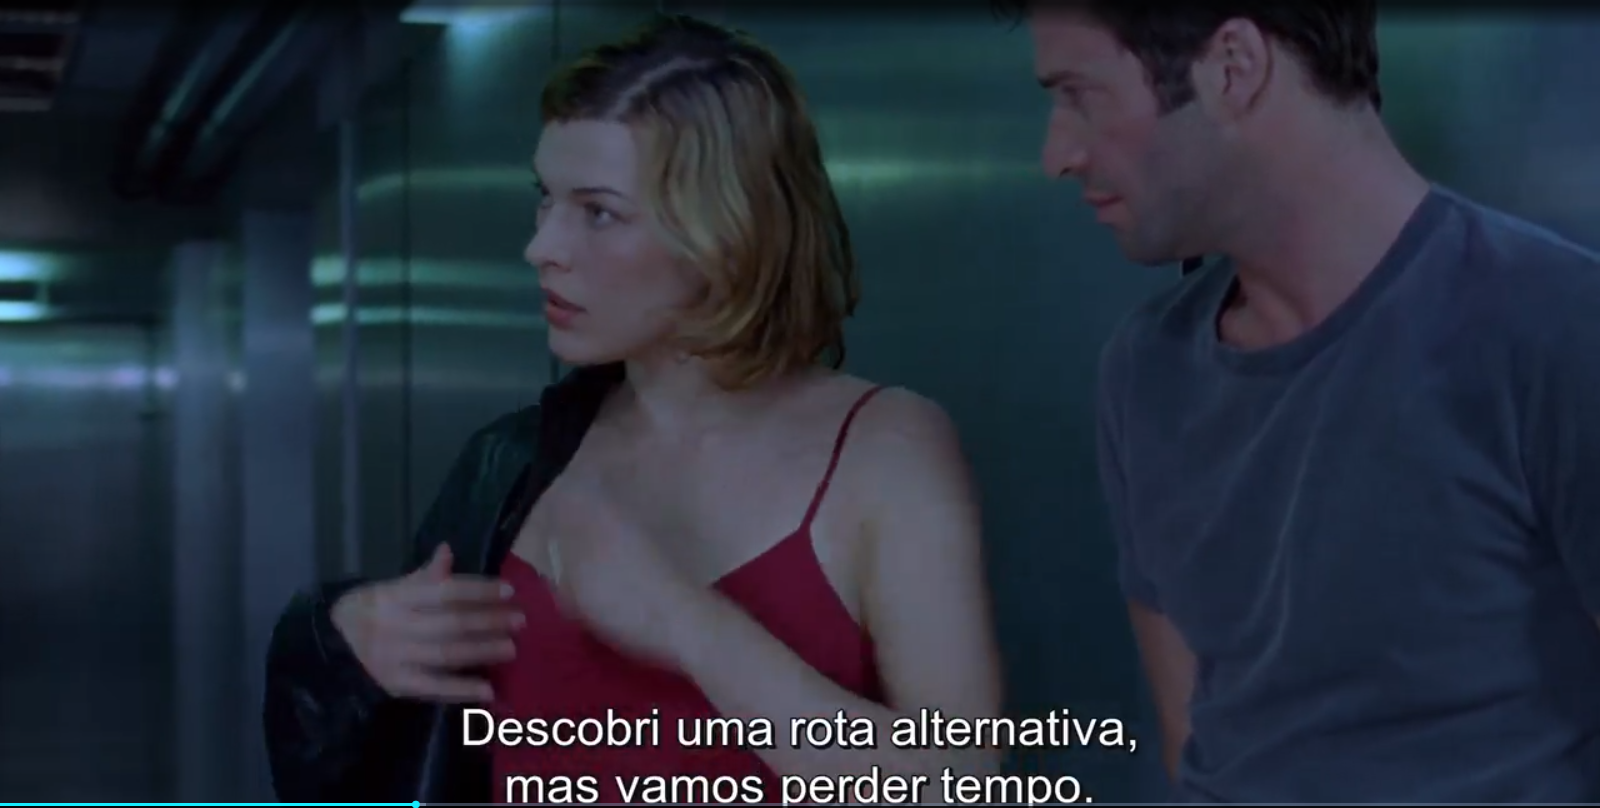 Descobri uma rota alternativa,
mas vamos perder tempo.